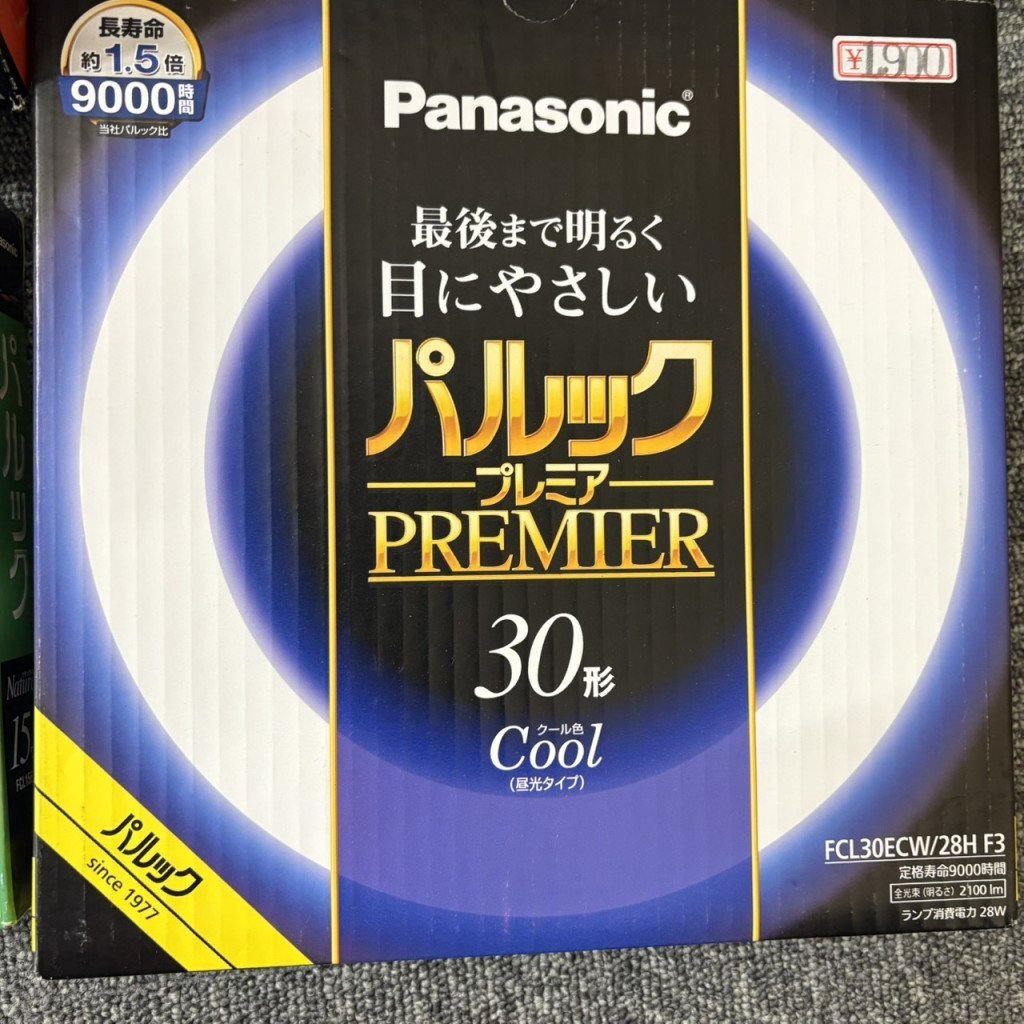 長寿命
約1.5倍
9000時間
当社パルック比
¥1,900
Panasonic®
最後まで明るく
目にやさしい
パルック
プレミア
PREMIER
30形
クール色
Cool
(昼光タイプ)
パルック
since 1977
FCL30ECW/28H F3
定格寿命9000時間
全光束(明るさ) 2100 lm
ランプ消費電力 28W
パルック
15